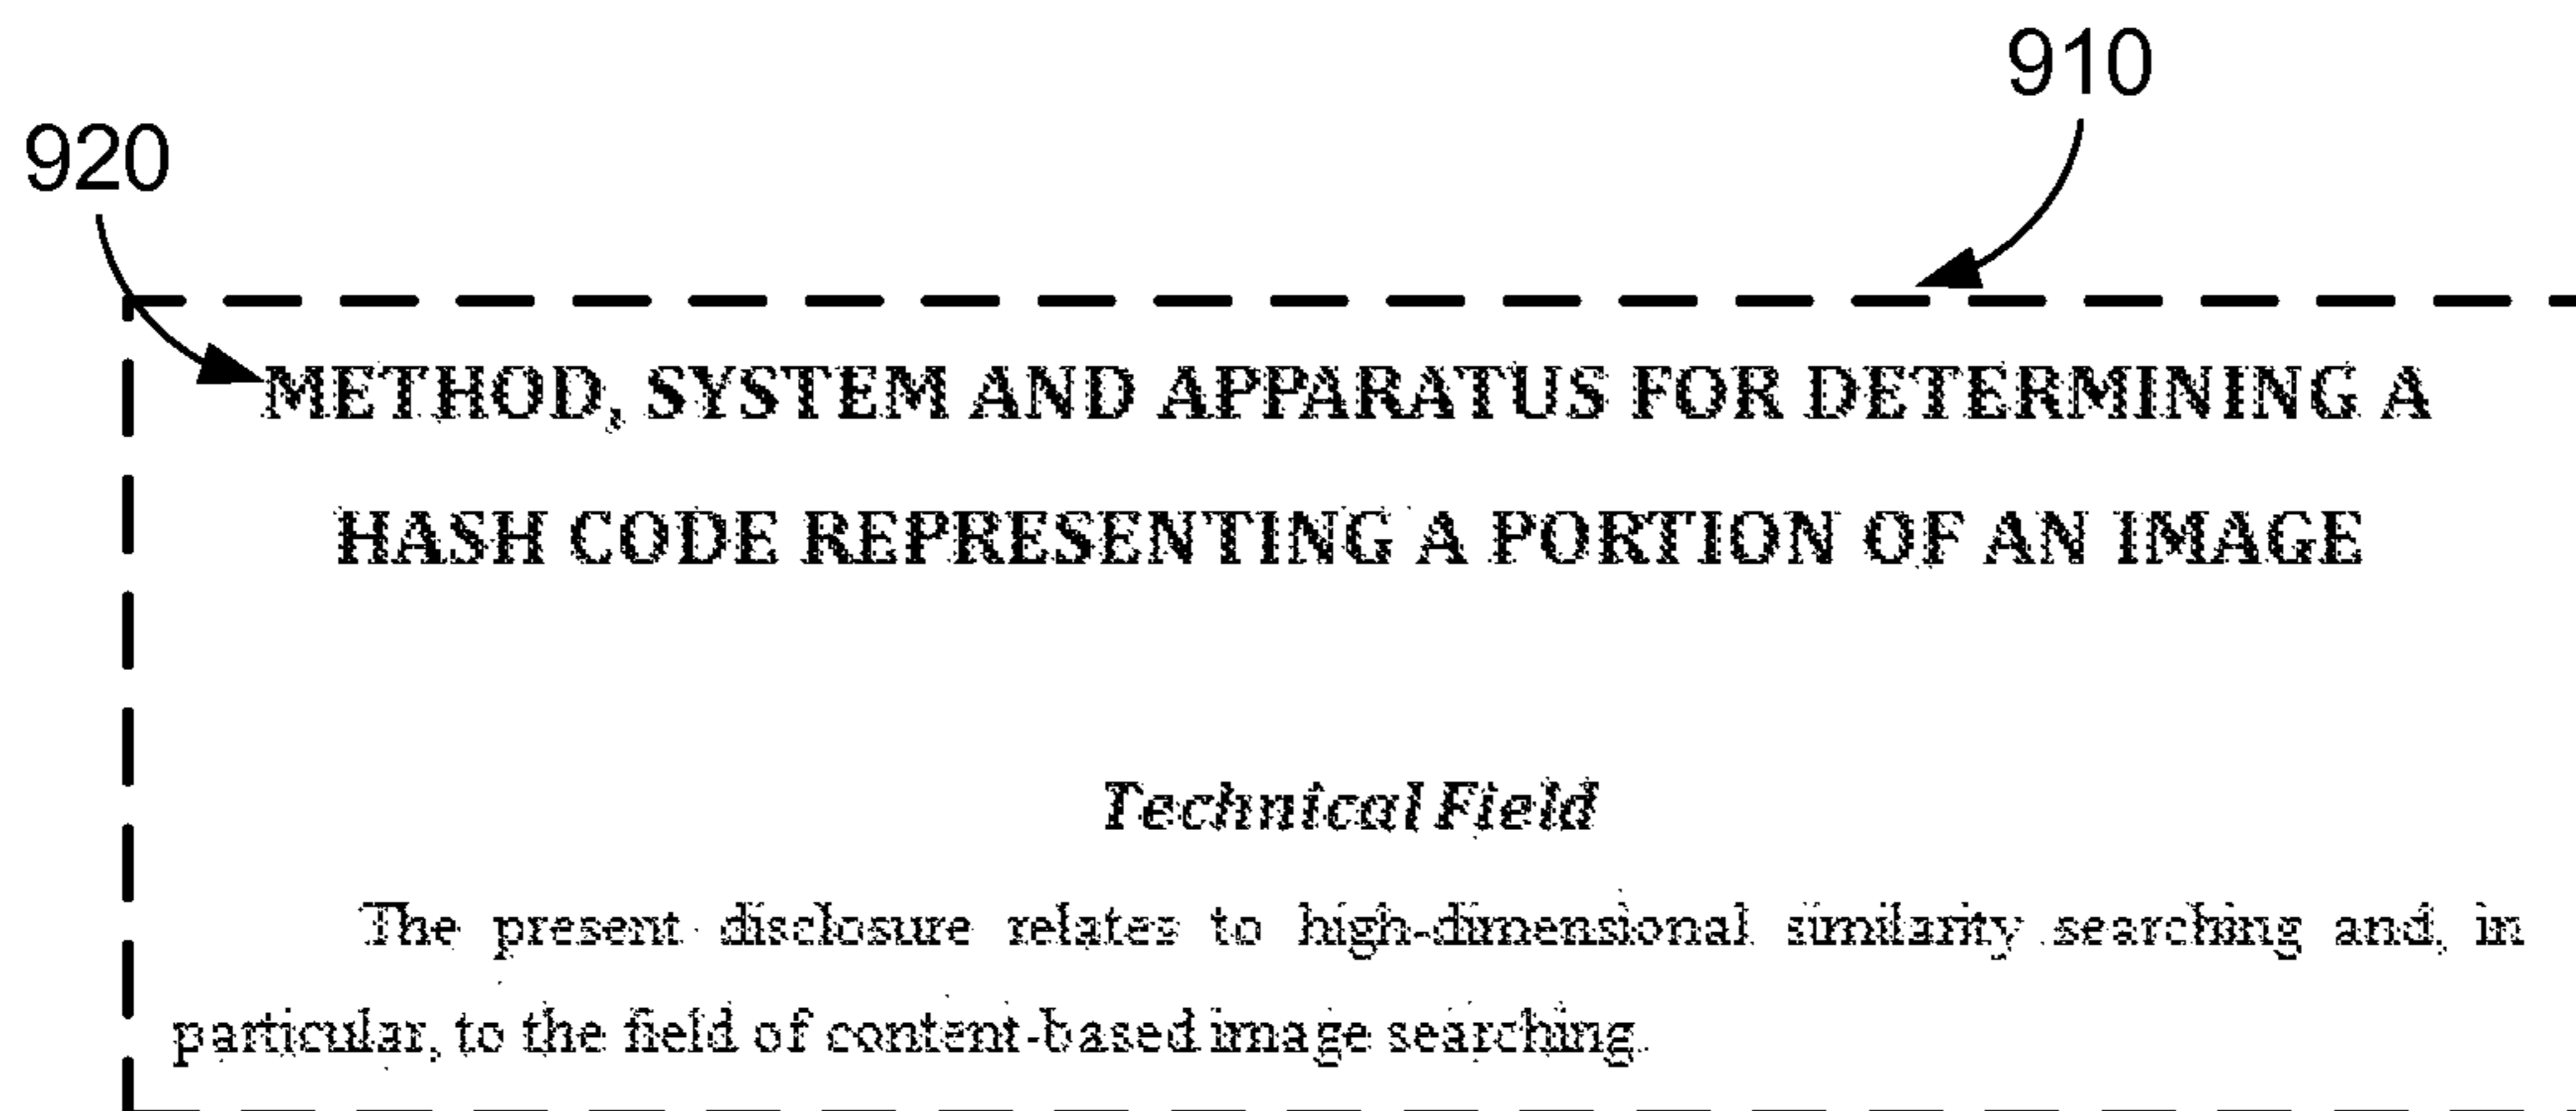 910
920
METHOD, SYSTEM AND APPARATUS FOR DETERMINING A
HASH CODE REPRESENTING A PORTION OF AN IMAGE
Technical Field
The present disclosure relates to high-dimensional similarity searching and, in
particular, to the field of content-based image searching.